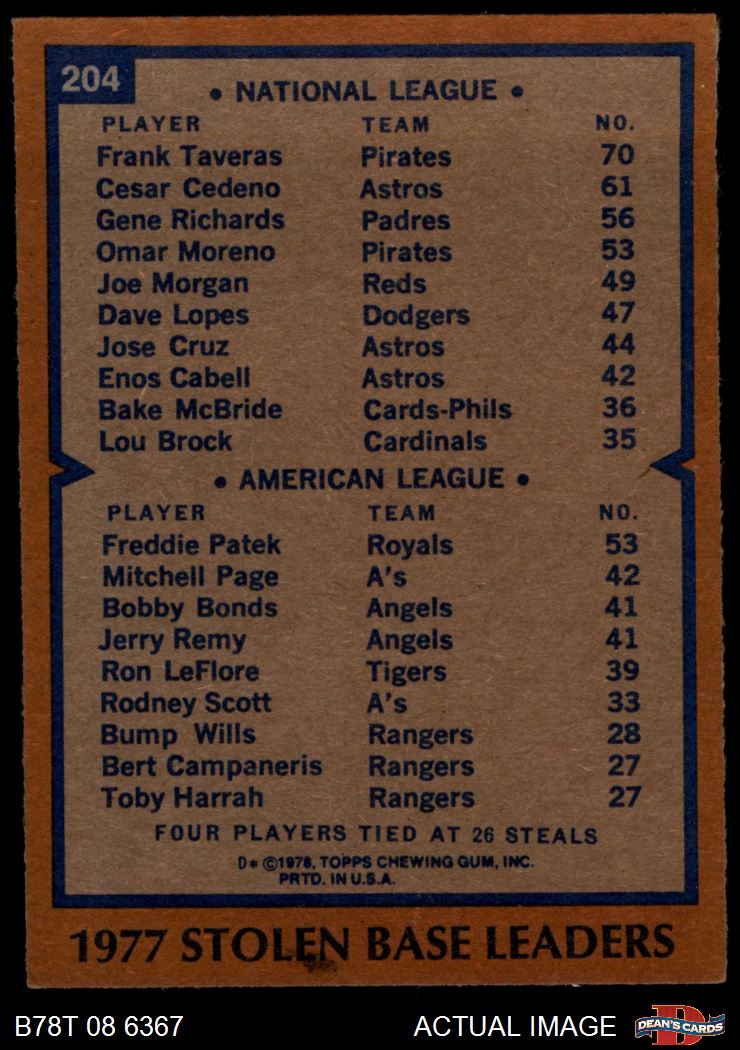 204
• NATIONAL LEAGUE •
PLAYER TEAM NO.
Frank Taveras Pirates 70
Cesar Cedeno Astros 61
Gene Richards Padres 56
Omar Moreno Pirates 53
Joe Morgan Reds 49
Dave Lopes Dodgers 47
Jose Cruz Astros 44
Enos Cabell Astros 42
Bake McBride Cards-Phils 36
Lou Brock Cardinals 35
• AMERICAN LEAGUE •
PLAYER TEAM NO.
Freddie Patek Royals 53
Mitchell Page A's 42
Bobby Bonds Angels 41
Jerry Remy Angels 41
Ron LeFlore Tigers 39
Rodney Scott A's 33
Bump Wills Rangers 28
Bert Campaneris Rangers 27
Toby Harrah Rangers 27
FOUR PLAYERS TIED AT 26 STEALS
D* ©1978, TOPPS CHEWING GUM, INC.
PRTD. IN U.S.A.
1977 STOLEN BASE LEADERS
B78T 08 6367 ACTUAL IMAGE D DEAN'S CARDS